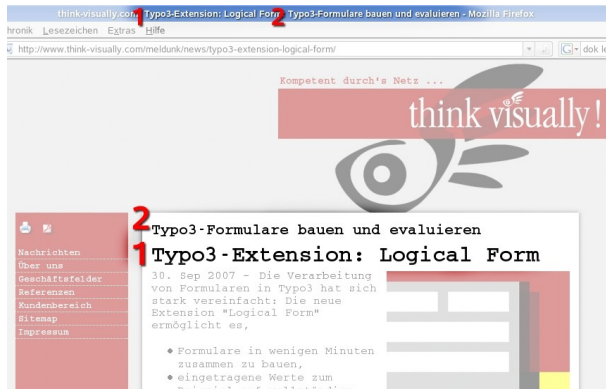 think-visually.com Typo3-Extension: Logical Form Typo3-Formulare bauen und evaluieren - Mozilla Firefox
1 2
hronik Lesezeichen Extras Hilfe
http://www.think-visually.com/meldunk/news/typo3-extension-logical-form/
G dok
Kompetent durch's Netz ...
think visually!
Nachrichten
Über uns
Geschäftsfelder
Referenzen
Kundenbereich
Sitemap
Impressum
2 Typo3-Formulare bauen und evaluieren
1 Typo3-Extension: Logical Form
30. Sep 2007 - Die Verarbeitung
von Formularen in Typo3 hat sich
stark vereinfacht: Die neue
Extension "Logical Form"
ermöglicht es,
Formulare in wenigen Minuten
zusammen zu bauen,
eingetragene Werte zum